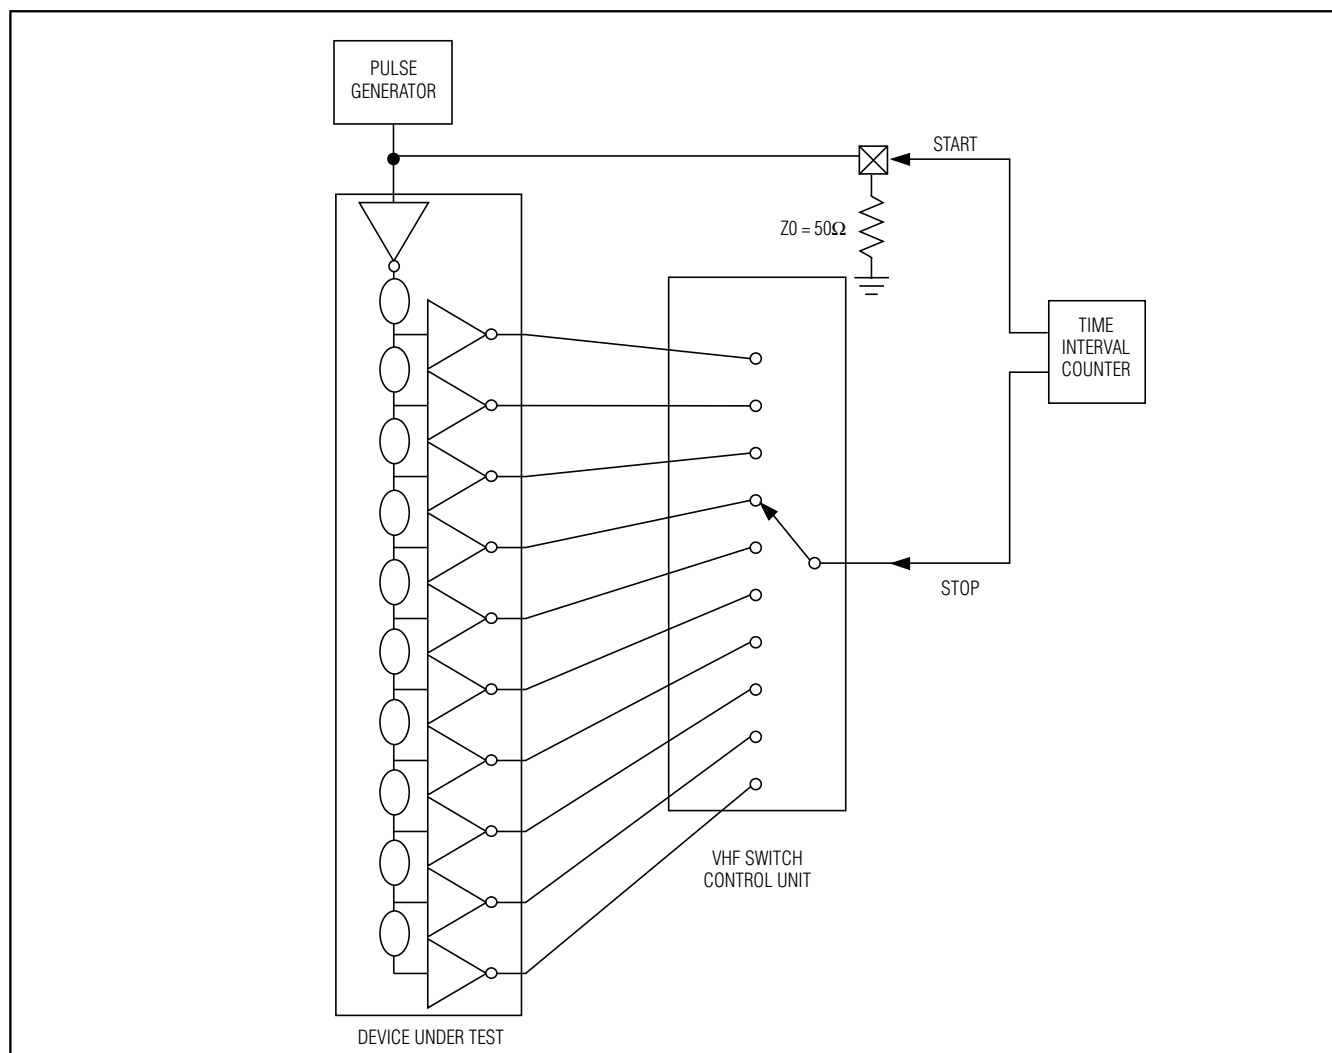 PULSE
GENERATOR
START
Z0 = 50Ω
TIME
INTERVAL
COUNTER
STOP
VHF SWITCH
CONTROL UNIT
DEVICE UNDER TEST